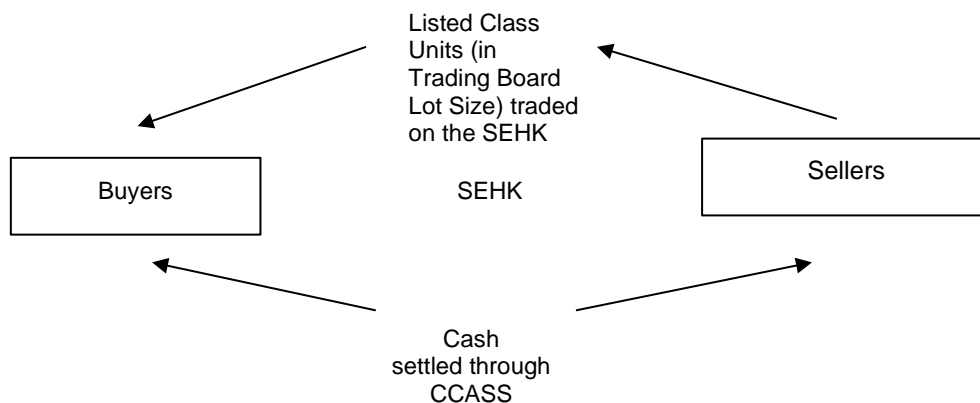 Listed Class
Units (in
Trading Board
Lot Size) traded
on the SEHK
Buyers
SEHK
Sellers
Cash
settled through
CCASS